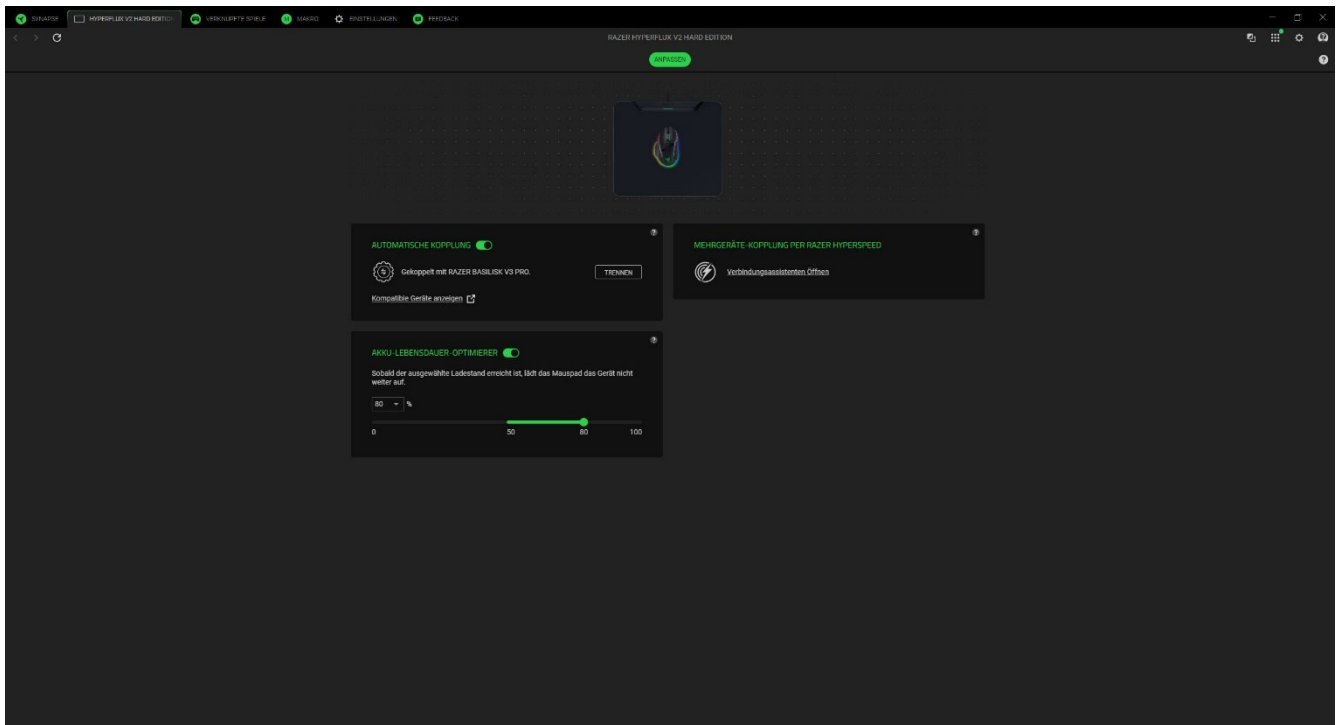 SYNAPSE HYPERFLUX V2 HARD EDITION VERKNÜPFTE SPIELE MAKRO EINSTELLUNGEN FEEDBACK
RAZER HYPERFLUX V2 HARD EDITION
ANPASSEN
AUTOMATISCHE KOPPLUNG
Gekoppelt mit RAZER BASILISK V3 PRO.
TRENNEN
Kompatible Geräte anzeigen
MEHRGERÄTE-KOPPLUNG PER RAZER HYPERSPEED
Verbindungsassistenten Öffnen
AKKU-LEBENSDAUER-OPTIMIERER
Sobald der ausgewählte Ladestand erreicht ist, lädt das Mauspad das Gerät nicht
weiter auf.
80 %
0 50 80 100